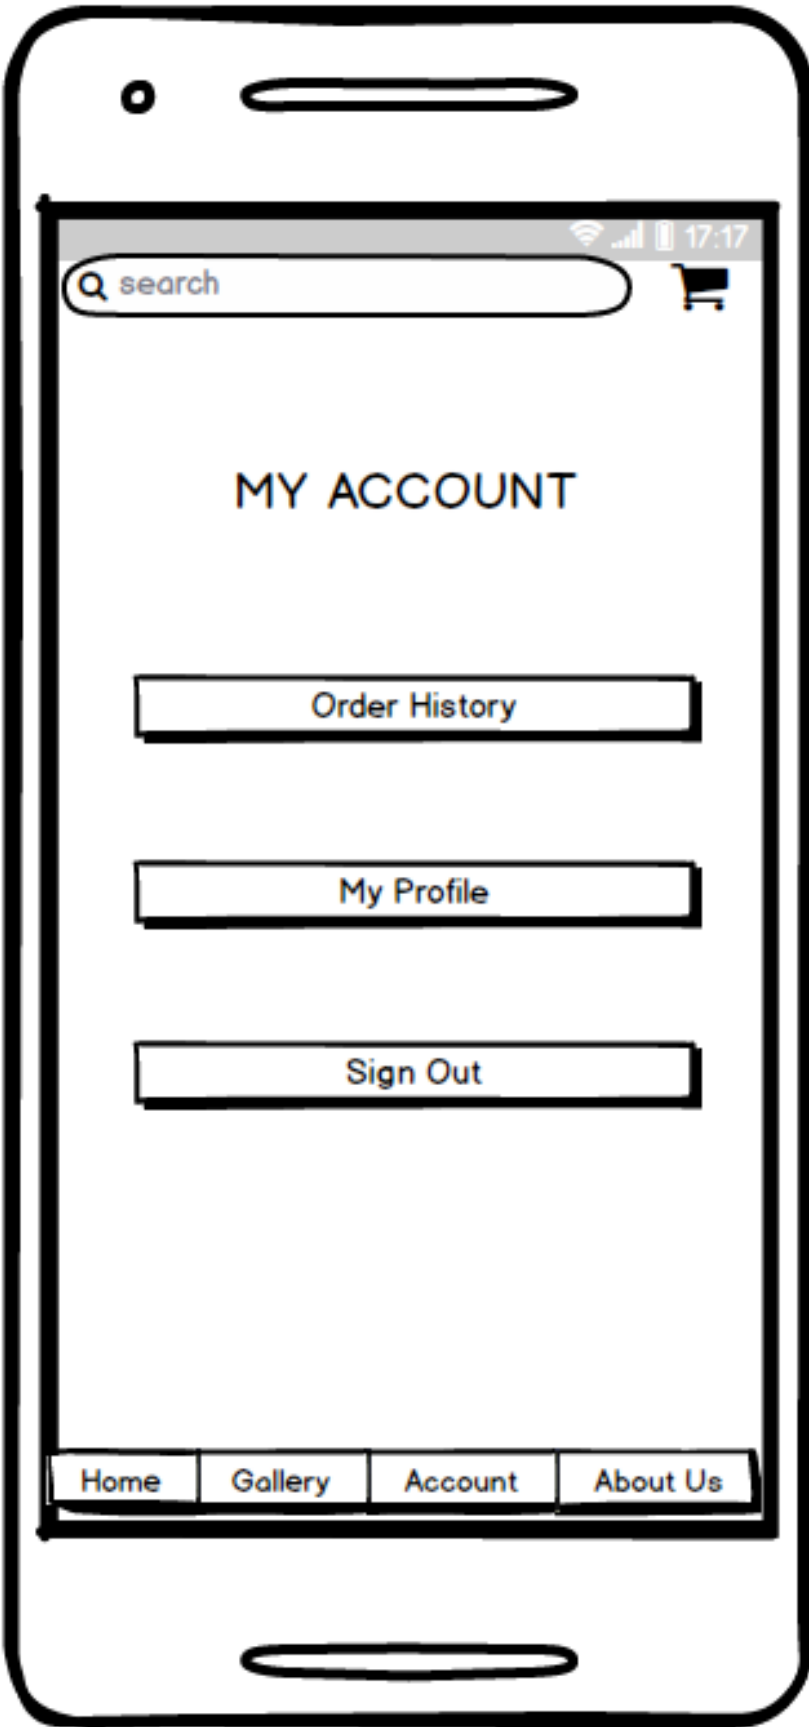 17:17
search
MY ACCOUNT
Order History
My Profile
Sign Out
Home Gallery Account About Us